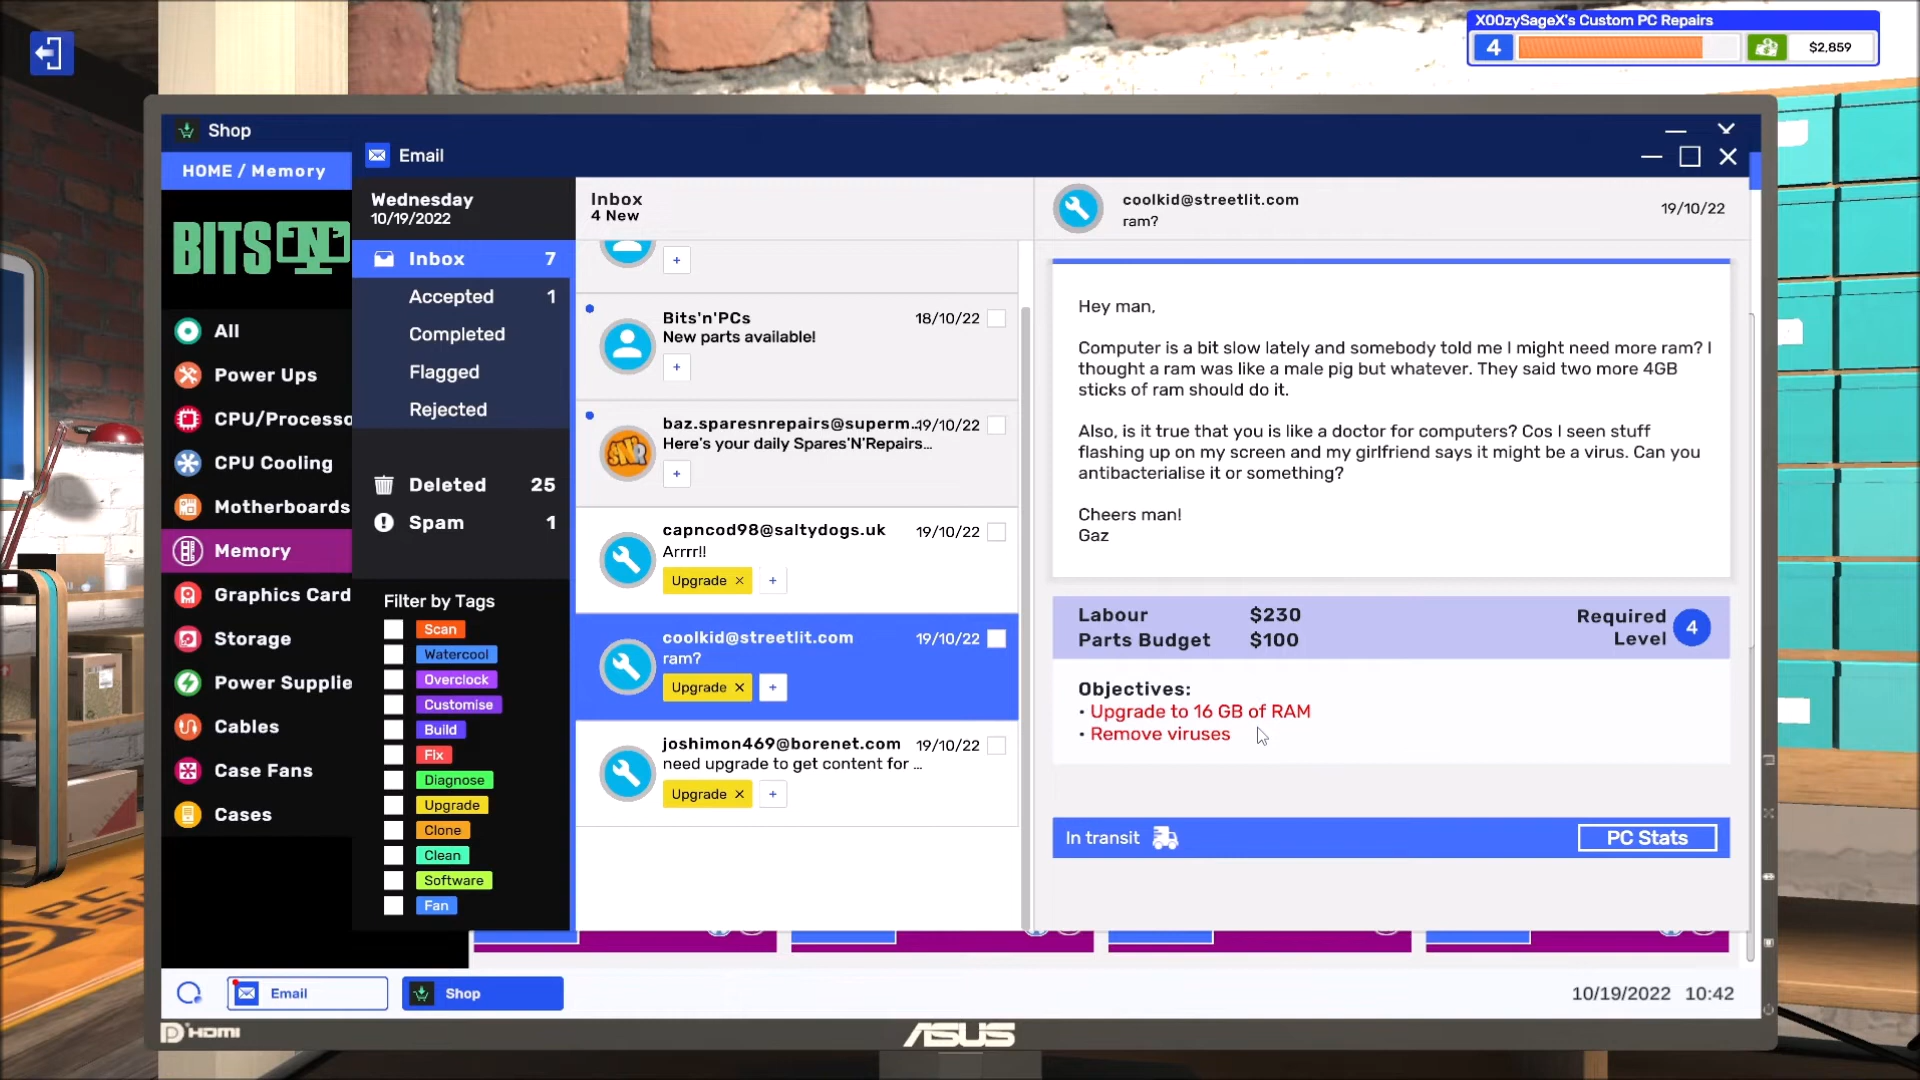 X00zySageX's Custom PC Repairs
4
$2,859
Shop
HOME / Memory
Email
BITS'N'
All
Power Ups
CPU/Processo
CPU Cooling
Motherboards
Memory
Graphics Card
Storage
Power Supplie
Cables
Case Fans
Cases
Wednesday
10/19/2022
Inbox 7
Accepted 1
Completed
Flagged
Rejected
Deleted 25
Spam 1
Filter by Tags
Scan
Watercool
Overclock
Customise
Build
Fix
Diagnose
Upgrade
Clone
Clean
Software
Fan
Inbox
4 New
+
Bits'n'PCs 18/10/22
New parts available!
+
SNR
baz.sparesnrepairs@superm... 19/10/22
Here's your daily Spares'N'Repairs...
+
capncod98@saltydogs.uk 19/10/22
Arrrr!!
Upgrade × +
coolkid@streetlit.com 19/10/22
ram?
Upgrade × +
joshimon469@borenet.com 19/10/22
need upgrade to get content for ...
Upgrade × +
coolkid@streetlit.com 19/10/22
ram?
Hey man,
Computer is a bit slow lately and somebody told me I might need more ram? I
thought a ram was like a male pig but whatever. They said two more 4GB
sticks of ram should do it.
Also, is it true that you is like a doctor for computers? Cos I seen stuff
flashing up on my screen and my girlfriend says it might be a virus. Can you
antibacterialise it or something?
Cheers man!
Gaz
Labour $230
Parts Budget $100
Required
Level 4
Objectives:
• Upgrade to 16 GB of RAM
• Remove viruses
In transit
PC Stats
Email
Shop
10/19/2022 10:42
HDMI
ASUS